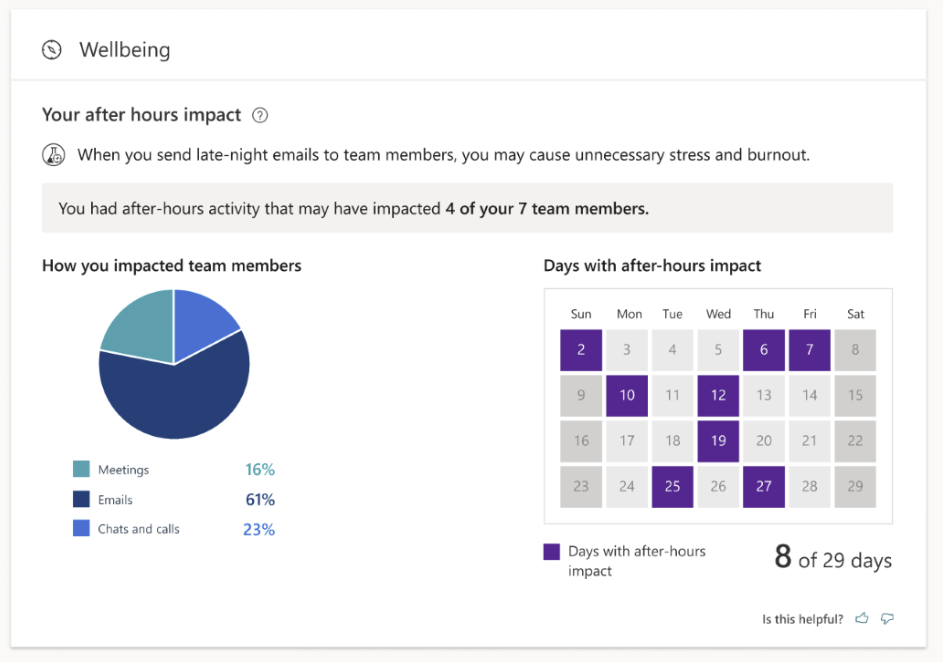 Wellbeing
Your after hours impact ?
When you send late-night emails to team members, you may cause unnecessary stress and burnout.
You had after-hours activity that may have impacted 4 of your 7 team members.
How you impacted team members
Meetings 16%
Emails 61%
Chats and calls 23%
Days with after-hours impact
Sun Mon Tue Wed Thu Fri Sat
2 3 4 5 6 7 8
9 10 11 12 13 14 15
16 17 18 19 20 21 22
23 24 25 26 27 28 29
Days with after-hours
impact
8 of 29 days
Is this helpful?